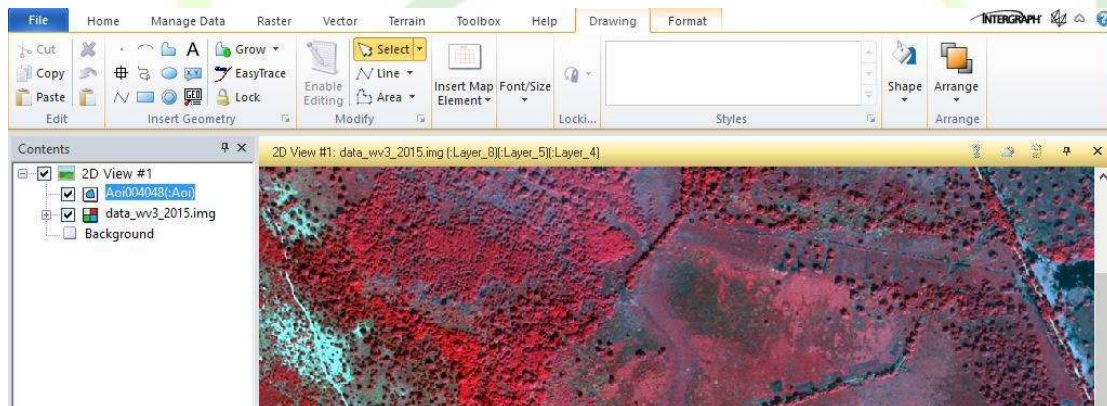 File Home Manage Data Raster Vector Terrain Toolbox Help Drawing Format INTERGRAPH
Cut A Grow Select
Copy EasyTrace Line
Paste GEO Lock Enable Editing Area Insert Map Element Font/Size Shape Arrange
Edit Insert Geometry Modify Locki... Styles Arrange
Contents 2D View #1: data_wv3_2015.img (:Layer_8)(:Layer_5)(:Layer_4)
2D View #1
Aoi004048(:Aoi)
data_wv3_2015.img
Background